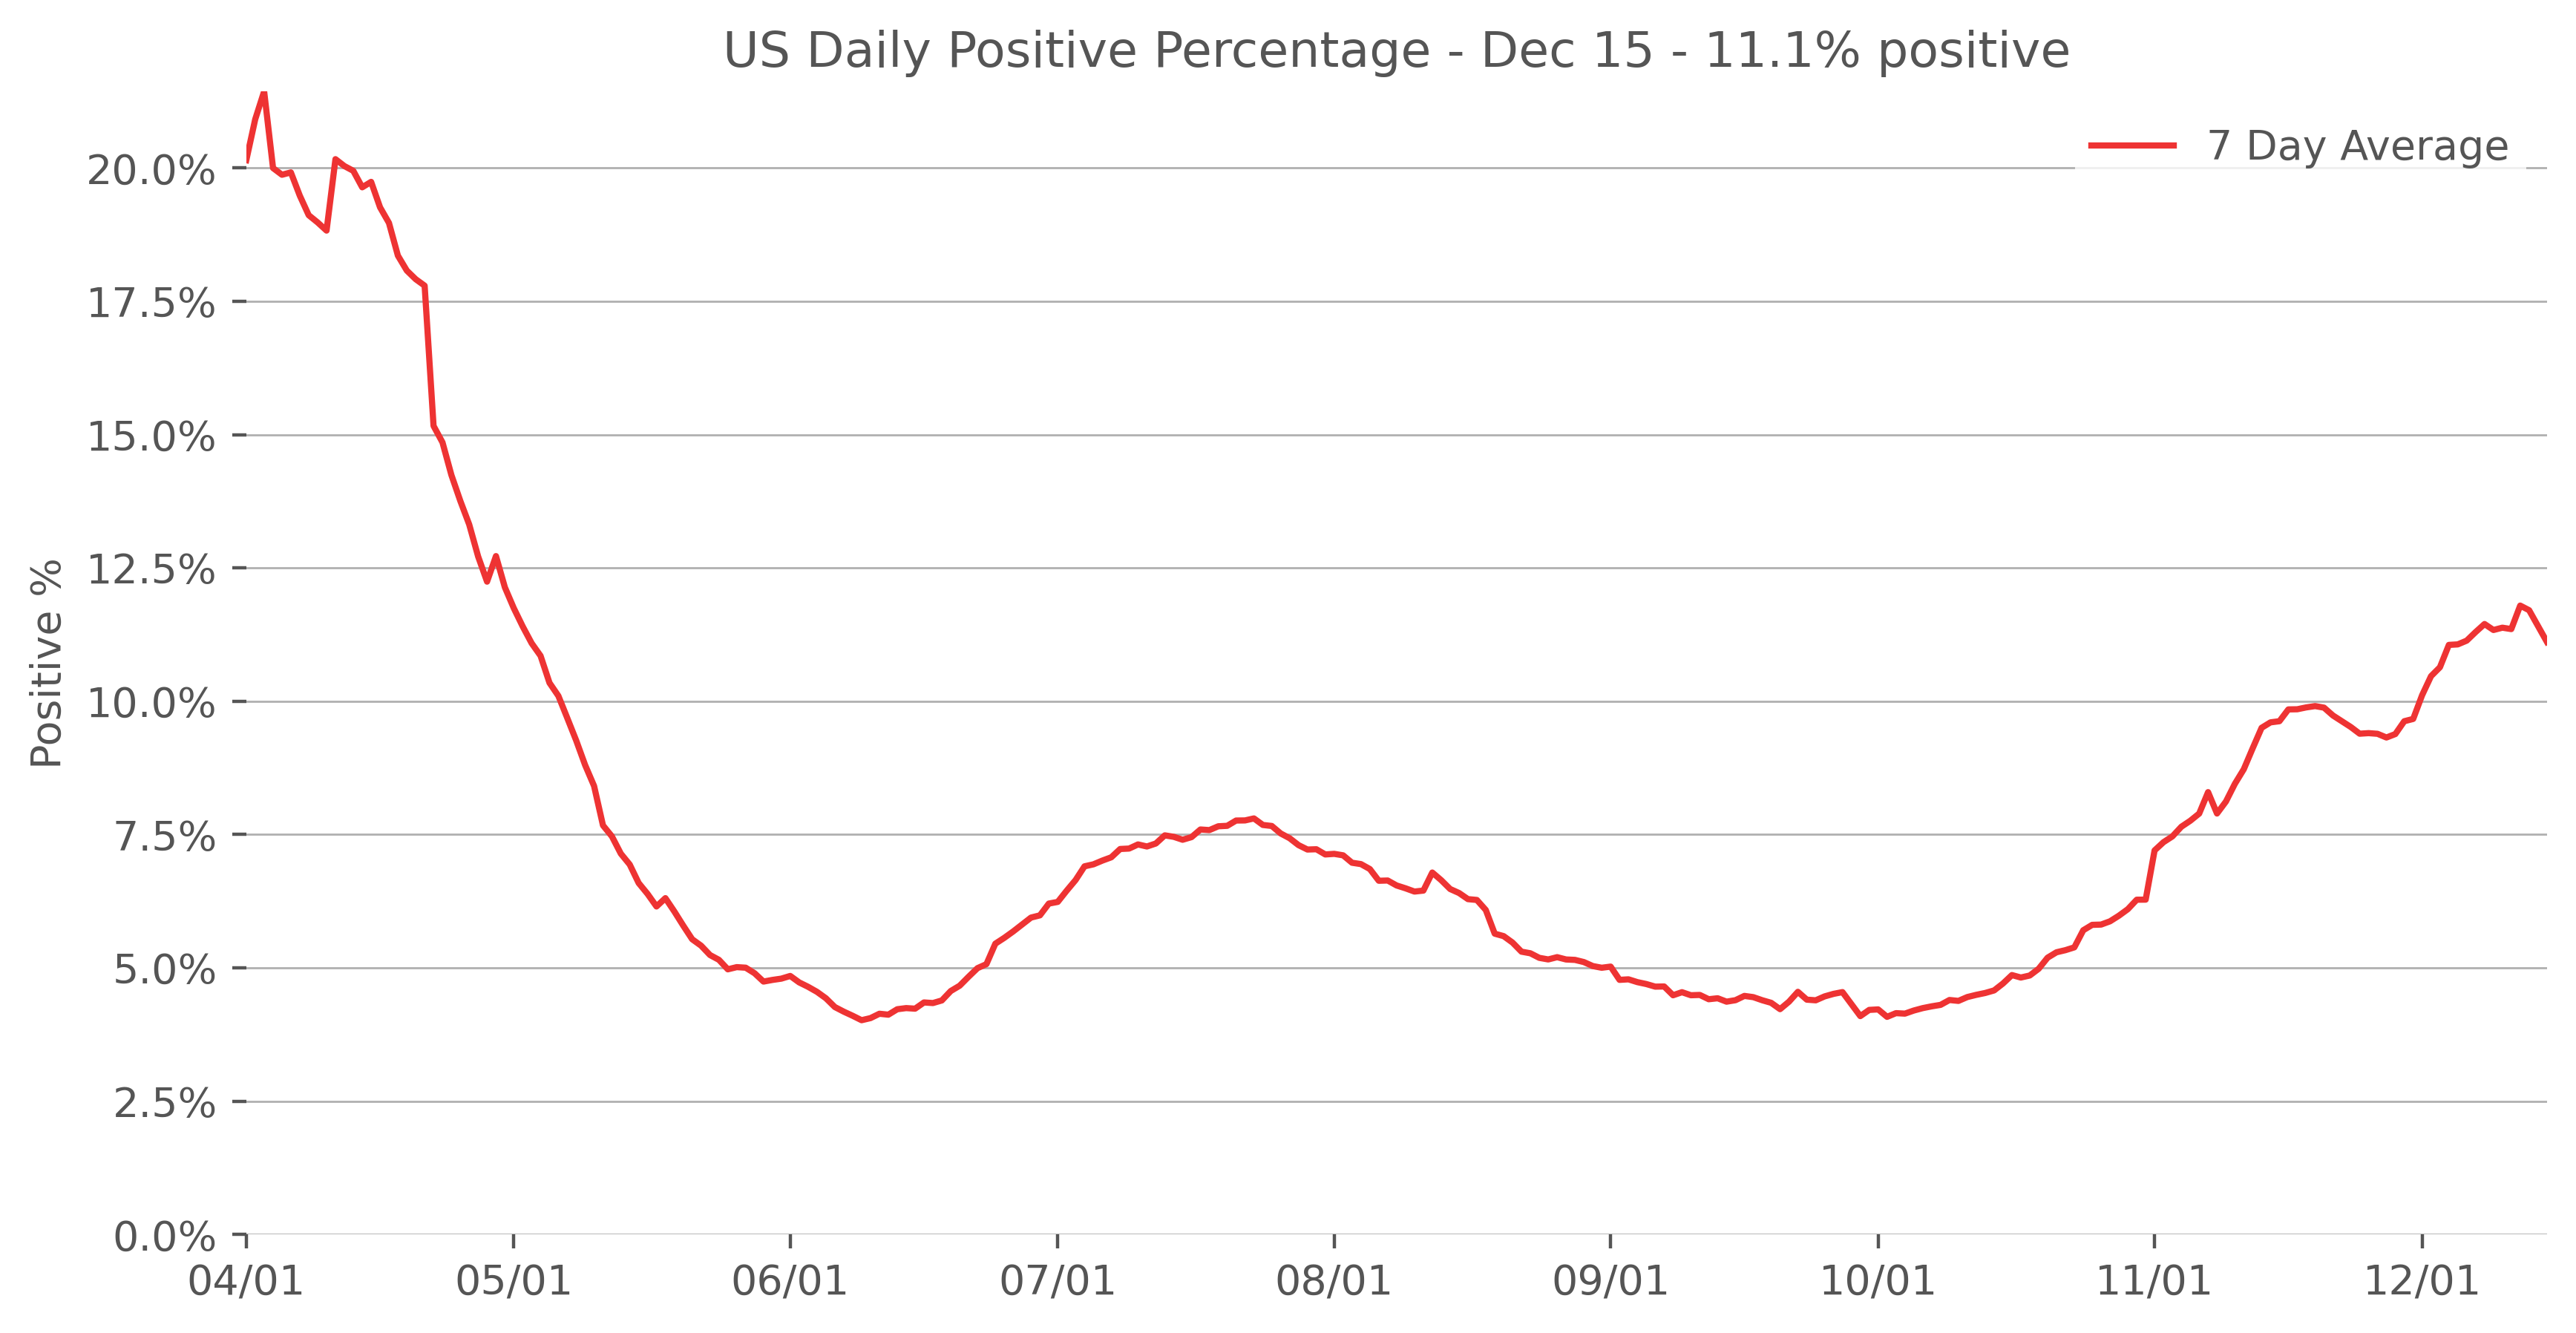 US Daily Positive Percentage - Dec 15 - 11.1% positive
7 Day Average
Positive %
20.0%
17.5%
15.0%
12.5%
10.0%
7.5%
5.0%
2.5%
0.0%
04/01 05/01 06/01 07/01 08/01 09/01 10/01 11/01 12/01